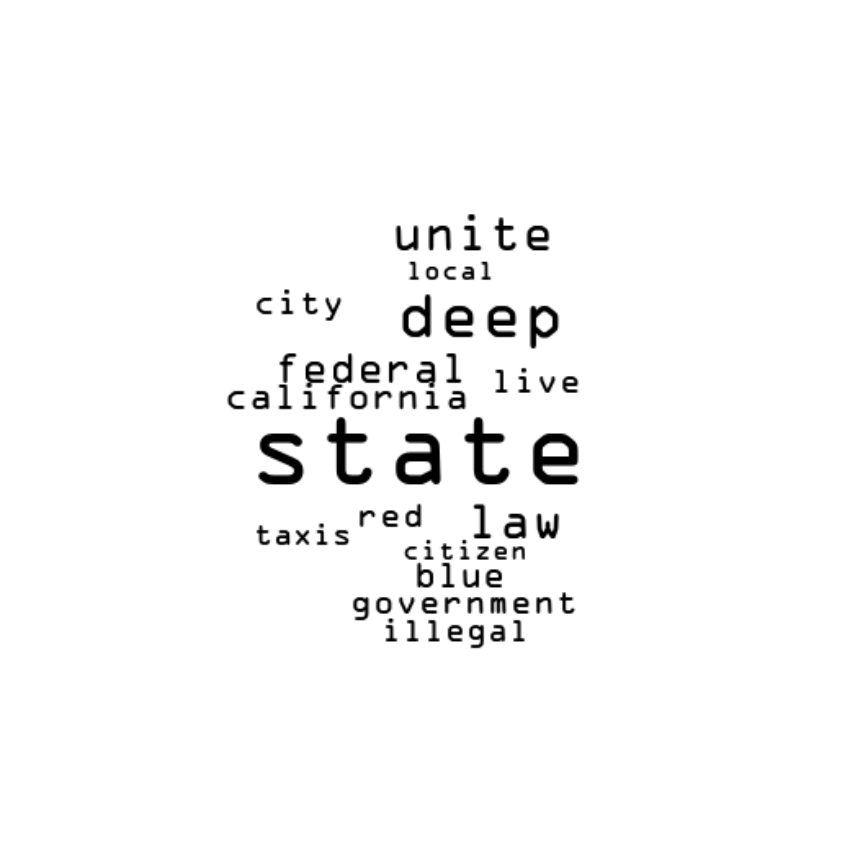 unite
local
city deep
federal live
california
state
red law
taxis
citizen
blue
government
illegal